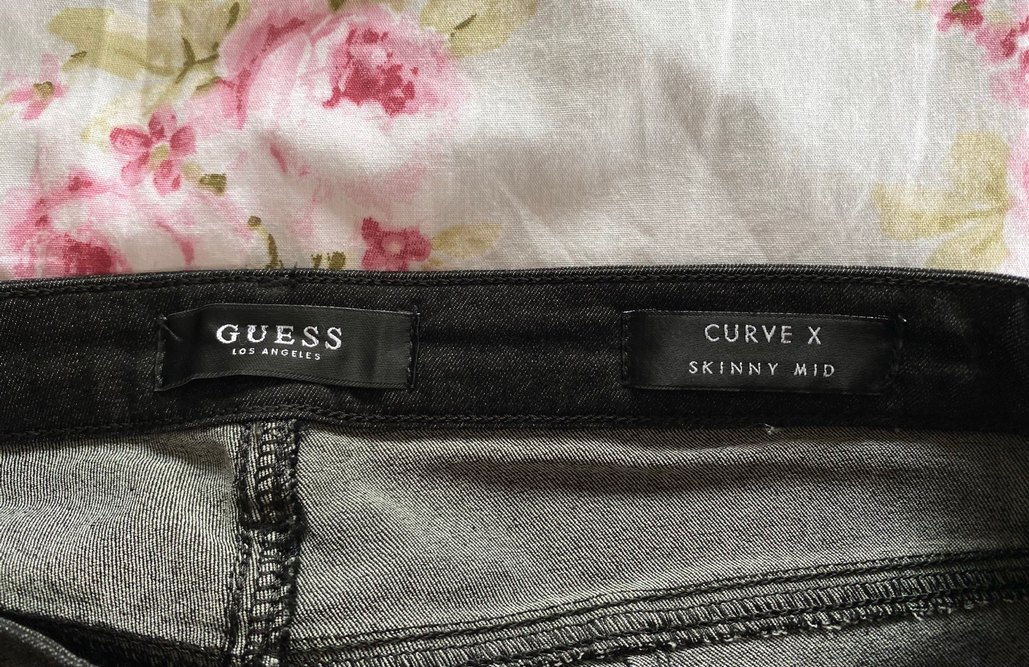 GUESS
LOS ANGELES
CURVE X
SKINNY MID